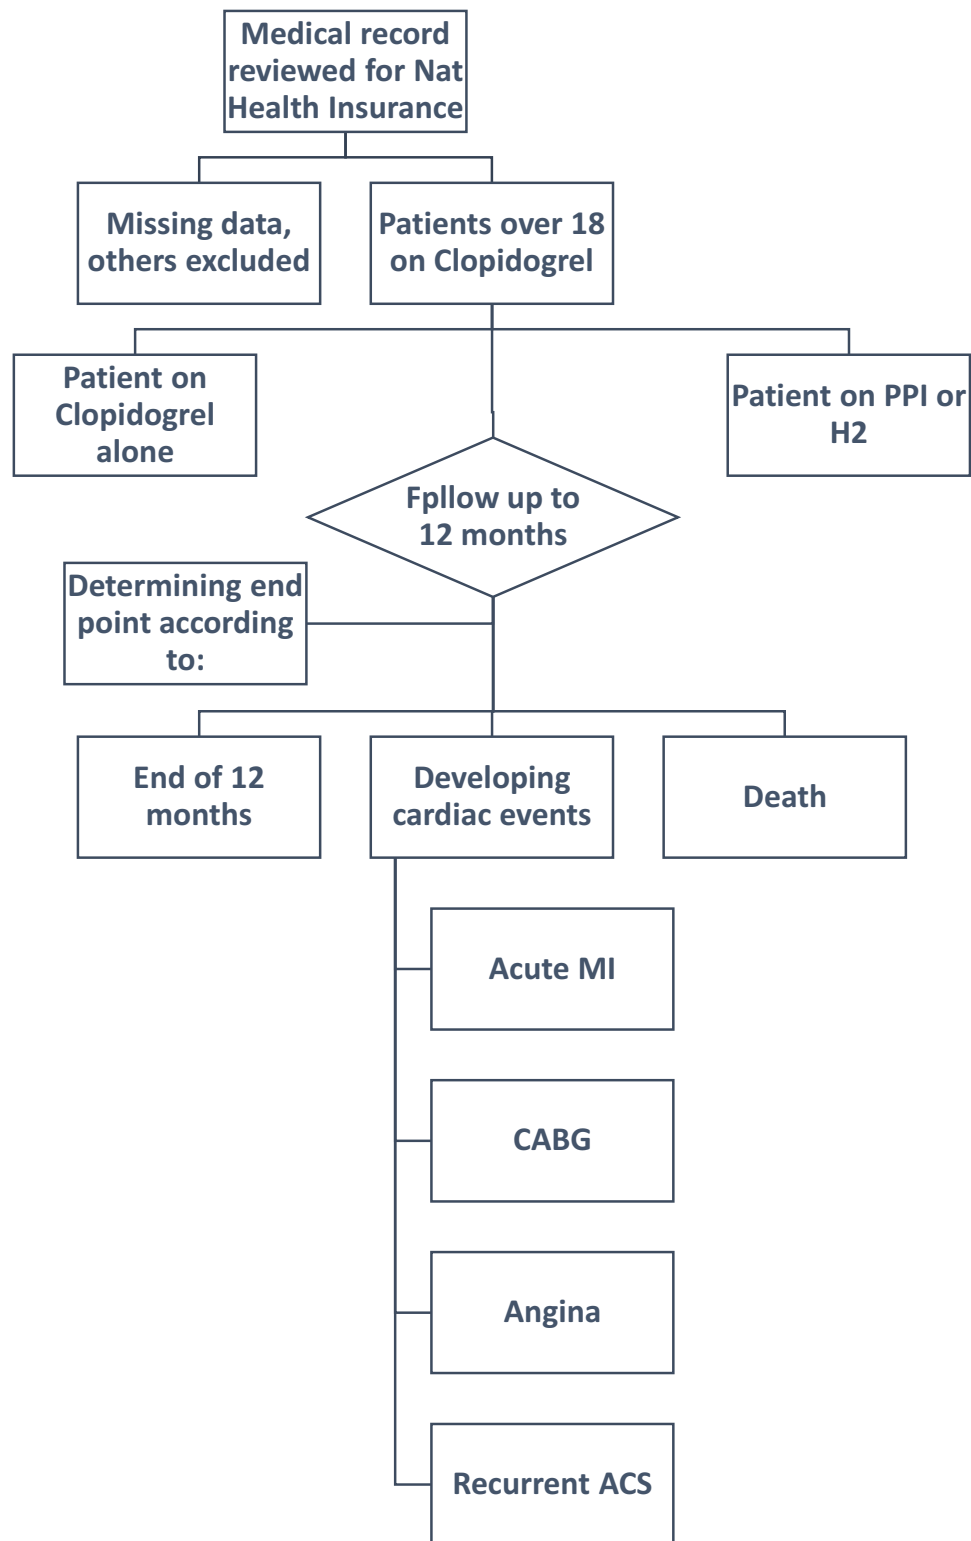 Medical record
reviewed for Nat
Health Insurance
Missing data,
others excluded
Patients over 18
on Clopidogrel
Patient on
Clopidogrel
alone
Patient on PPI or
H2
Fpllow up to
12 months
Determining end
point according
to:
End of 12
months
Developing
cardiac events
Death
Acute MI
CABG
Angina
Recurrent ACS